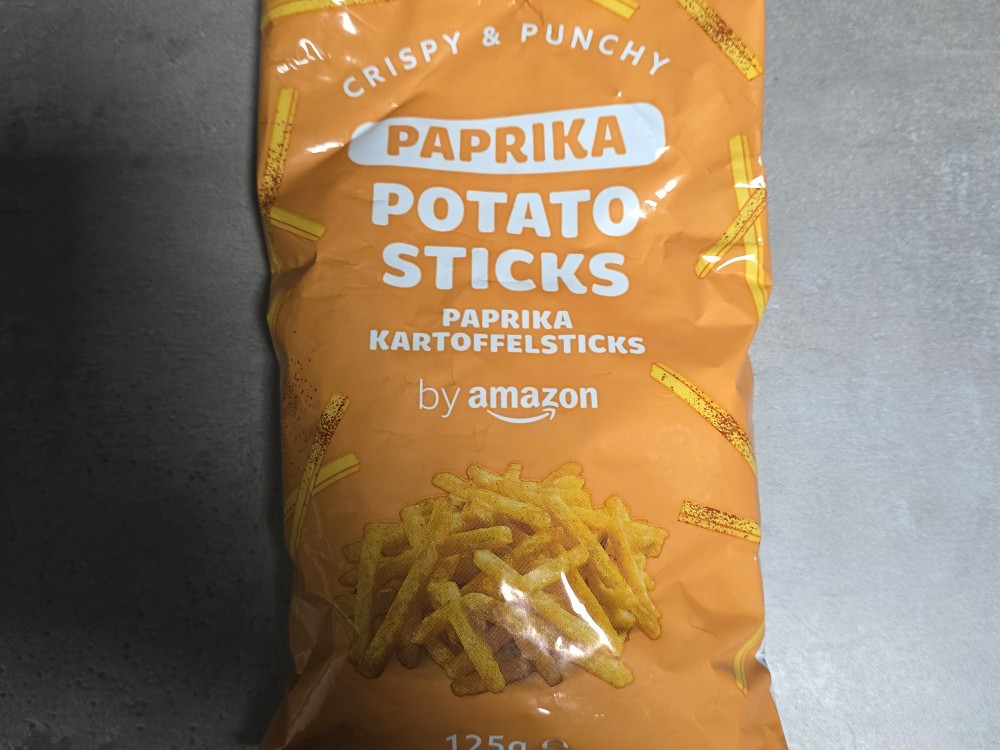 CRISPY & PUNCHY
PAPRIKA
POTATO
STICKS
PAPRIKA
KARTOFFELSTICKS
by amazon
125g ℮